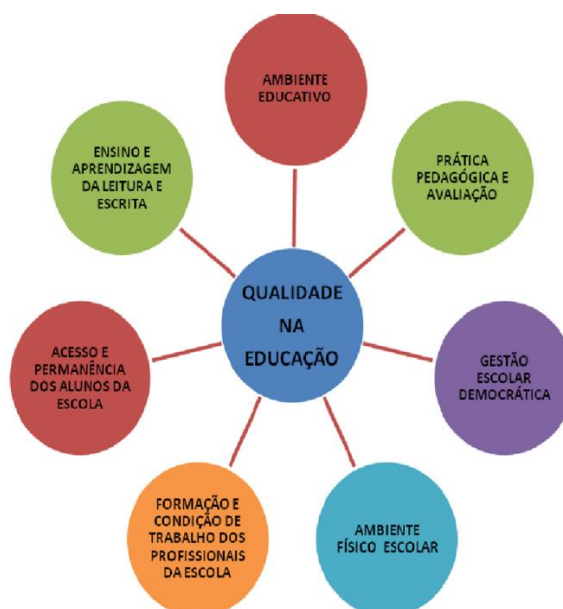 AMBIENTE
EDUCATIVO
ENSINO E
APRENDIZAGEM
DA LEITURA E
ESCRITA
PRÁTICA
PEDAGÓGICA E
AVALIAÇÃO
QUALIDADE
NA
EDUCAÇÃO
ACESSO E
PERMANÊNCIA
DOS ALUNOS DA
ESCOLA
GESTÃO
ESCOLAR
DEMOCRÁTICA
FORMAÇÃO E
CONDIÇÃO DE
TRABALHO DOS
PROFISSIONAIS
DA ESCOLA
AMBIENTE
FÍSICO ESCOLAR